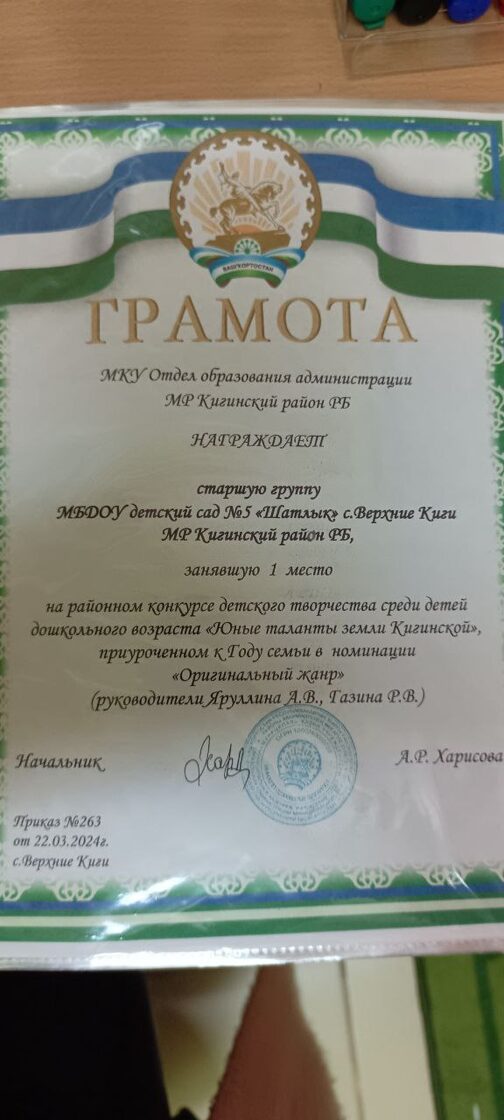 БАШҠОРТОСТАН
ГРАМОТА
МКУ Отдел образования администрации
МР Кигинский район РБ
НАГРАЖДАЕТ
старшую группу
МБДОУ детский сад №5 «Шатлык» с.Верхние Киги
МР Кигинский район РБ,
занявшую 1 место
на районном конкурсе детского творчества среди детей
дошкольного возраста «Юные таланты земли Кигинской»,
приуроченном к Году семьи в номинации
«Оригинальный жанр»
(руководители Яруллина А.В., Газина Р.В.)
Начальник
А.Р. Харисова
Приказ №263
от 22.03.2024г.
с.Верхние Киги